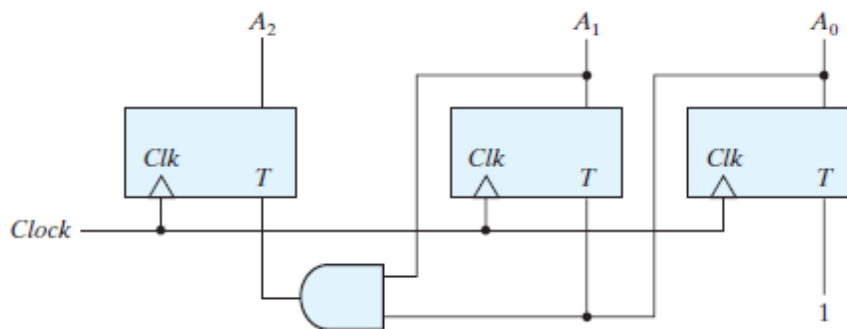 A₂ A₁ A₀
Clk Clk Clk
T T T
Clock
1